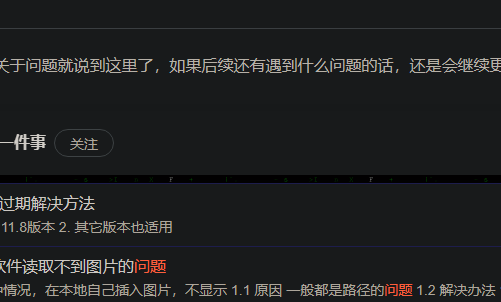 关于问题就说到这里了，如果后续还有遇到什么问题的话，还是会继续更
一件事 关注
过期解决方法
11.8版本 2. 其它版本也适用
软件读取不到图片的问题
中情况，在本地自己插入图片，不显示 1.1 原因 一般都是路径的问题 1.2 解决办法